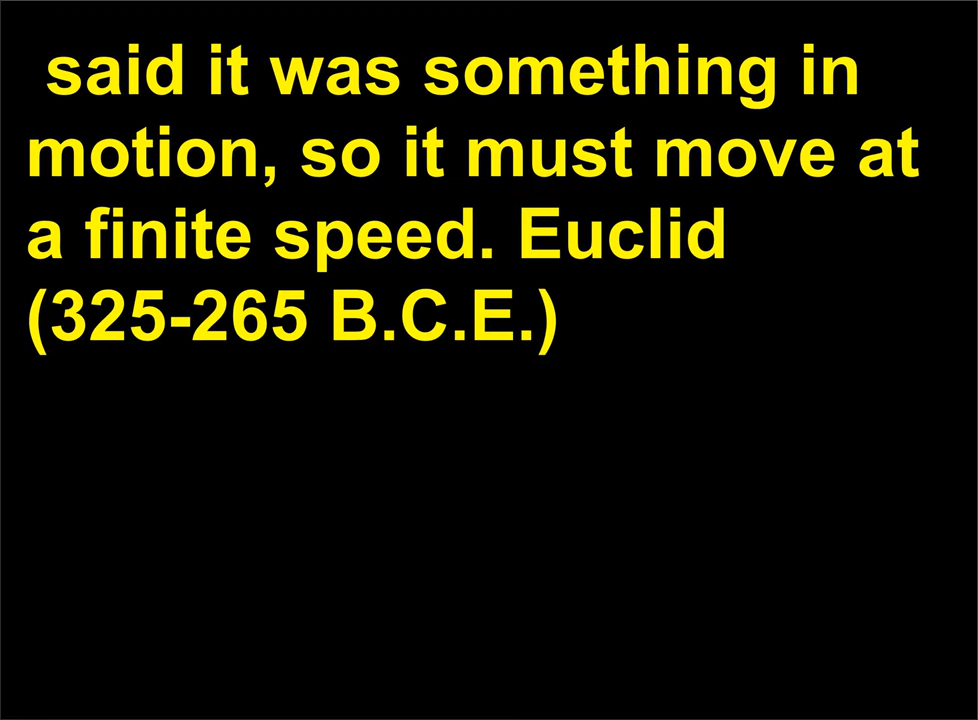 said it was something in
motion, so it must move at
a finite speed. Euclid
(325-265 B.C.E.)